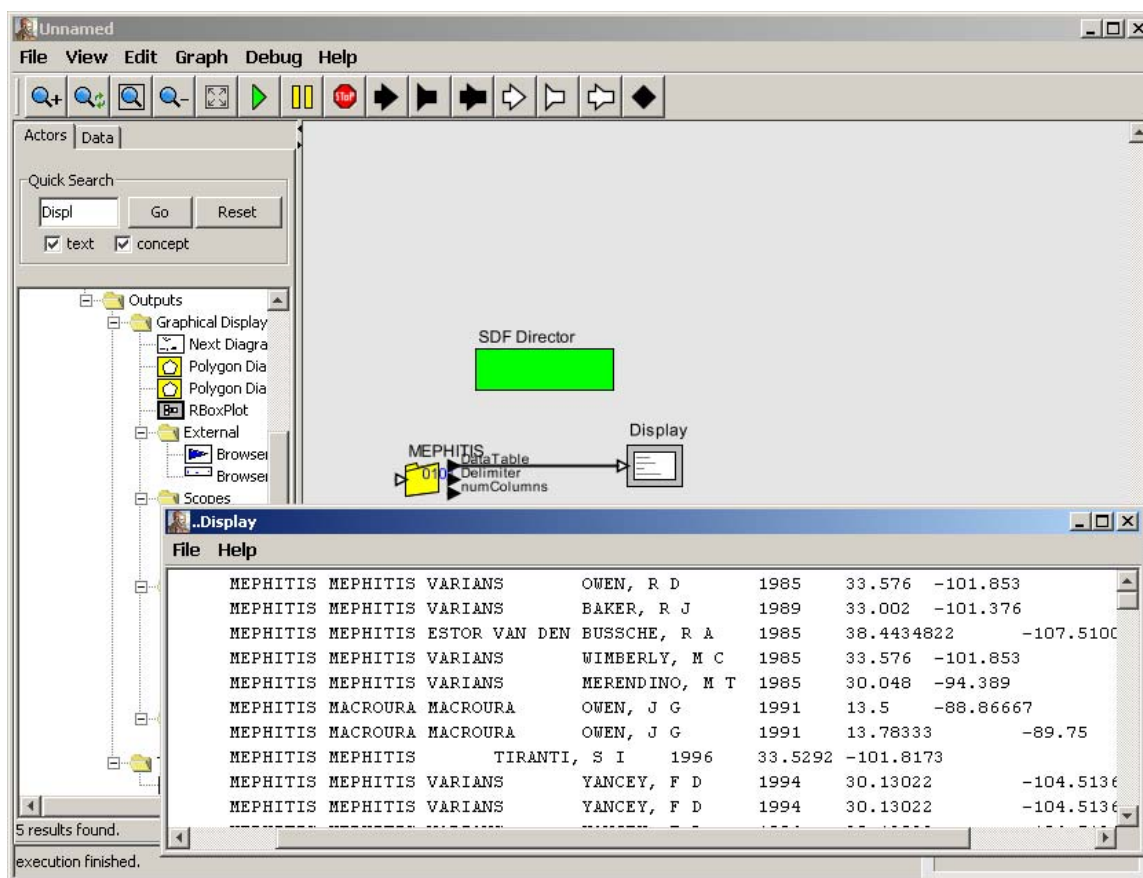 Unnamed
File View Edit Graph Debug Help
STOP
Actors Data
Quick Search
Displ Go Reset
text concept
Outputs
Graphical Display
Next Diagra
Polygon Dia
Polygon Dia
RBoxPlot
External
Browser
Browser
Scopes
SDF Director
Display
MEPHITIS
DataTable
Delimiter
numColumns
..Display
File Help
MEPHITIS MEPHITIS VARIANS OWEN, R D 1985 33.576 -101.853
MEPHITIS MEPHITIS VARIANS BAKER, R J 1989 33.002 -101.376
MEPHITIS MEPHITIS ESTOR VAN DEN BUSSCHE, R A 1985 38.4434822 -107.5100
MEPHITIS MEPHITIS VARIANS WIMBERLY, M C 1985 33.576 -101.853
MEPHITIS MEPHITIS VARIANS MERENDINO, M T 1985 30.048 -94.389
MEPHITIS MACROURA MACROURA OWEN, J G 1991 13.5 -88.86667
MEPHITIS MACROURA MACROURA OWEN, J G 1991 13.78333 -89.75
MEPHITIS MEPHITIS TIRANTI, S I 1996 33.5292 -101.8173
MEPHITIS MEPHITIS VARIANS YANCEY, F D 1994 30.13022 -104.5136
MEPHITIS MEPHITIS VARIANS YANCEY, F D 1994 30.13022 -104.5136
5 results found.
execution finished.